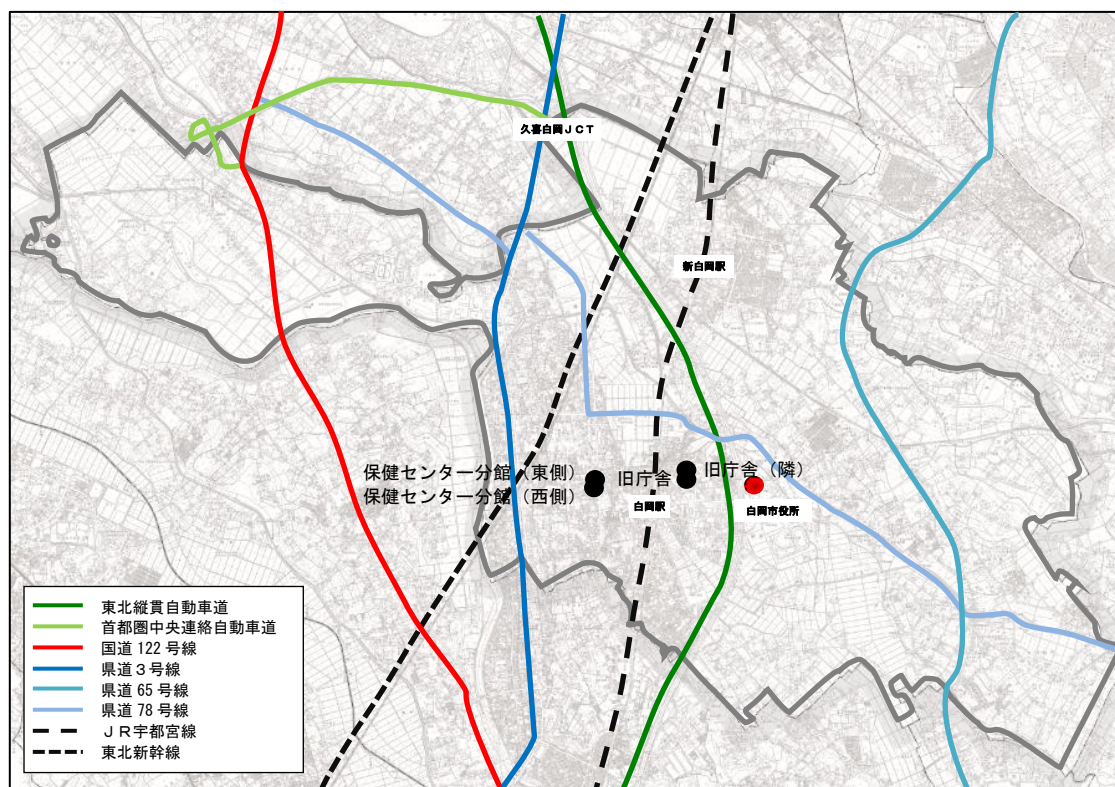 久喜白岡ＪＣＴ
新白岡駅
保健センター分館（東側）
旧庁舎
旧庁舎（隣）
保健センター分館（西側）
白岡駅
白岡市役所
東北縦貫自動車道
首都圏中央連絡自動車道
国道 122 号線
県道３号線
県道 65 号線
県道 78 号線
ＪＲ宇都宮線
東北新幹線